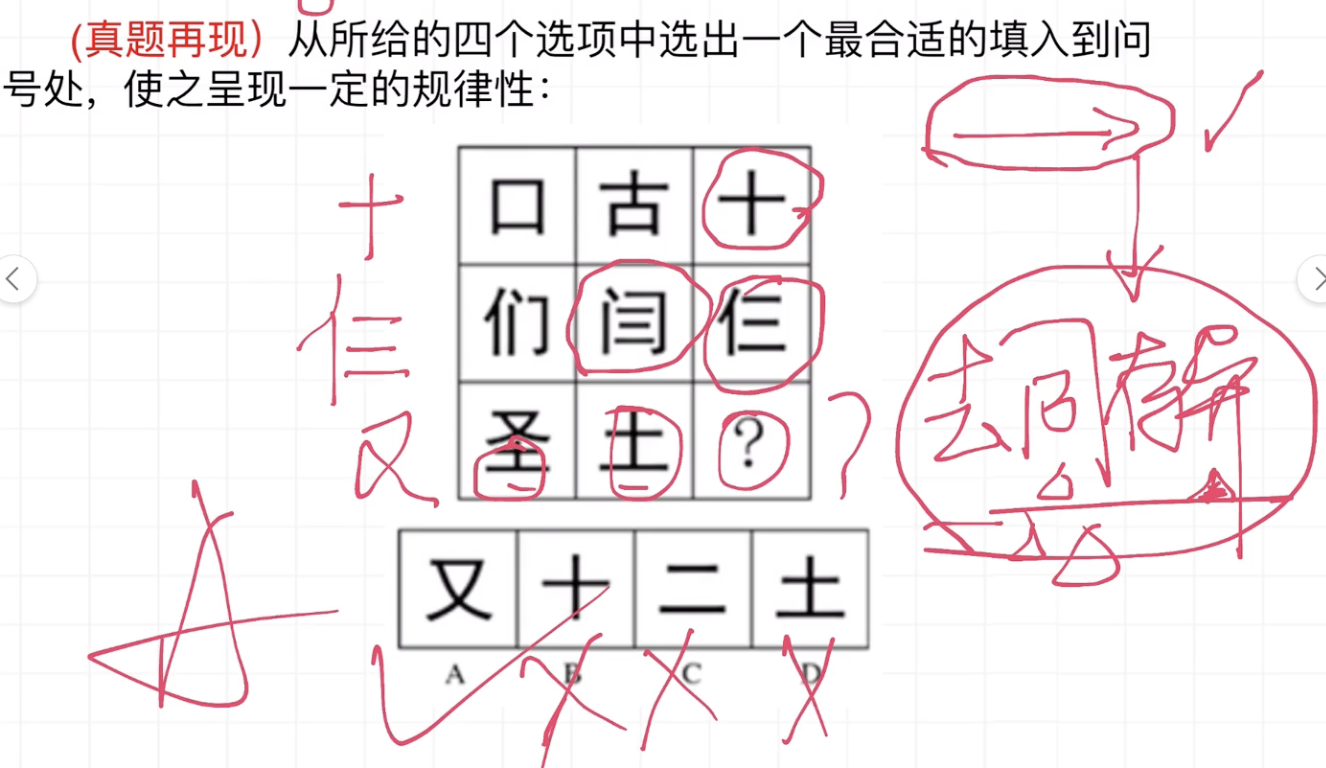 (真题再现）从所给的四个选项中选出一个最合适的填入到问
号处，使之呈现一定的规律性：
十 口 古 十
仨 们 闫 仨
又 圣 土 ? ?
去同存异
又 十 二 土
A B C D
A